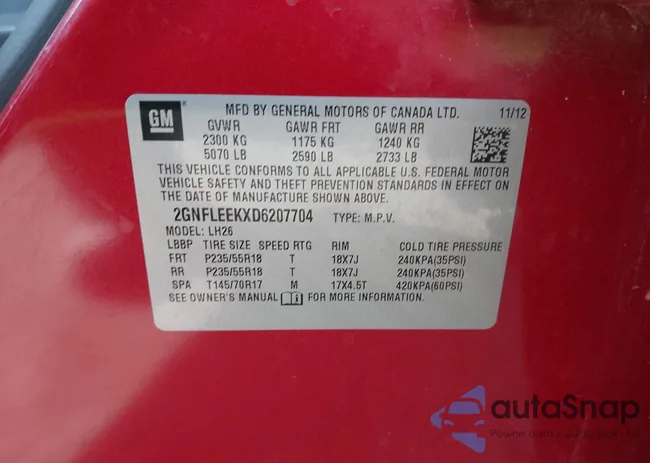 GM
MFD BY GENERAL MOTORS OF CANADA LTD. 11/12
GVWR GAWR FRT GAWR RR
2300 KG 1175 KG 1240 KG
5070 LB 2590 LB 2733 LB
THIS VEHICLE CONFORMS TO ALL APPLICABLE U.S. FEDERAL MOTOR
VEHICLE SAFETY AND THEFT PREVENTION STANDARDS IN EFFECT ON
THE DATE OF MANUFACTURE SHOWN ABOVE.
2GNFLEEKXD6207704 TYPE: M.P.V.
MODEL: LH26
LBBP TIRE SIZE SPEED RTG RIM COLD TIRE PRESSURE
FRT P235/55R18 T 18X7J 240KPA(35PSI)
RR P235/55R18 T 18X7J 240KPA(35PSI)
SPA T145/70R17 M 17X4.5T 420KPA(60PSI)
SEE OWNER'S MANUAL FOR MORE INFORMATION.
autaSnap
Pewne auta z